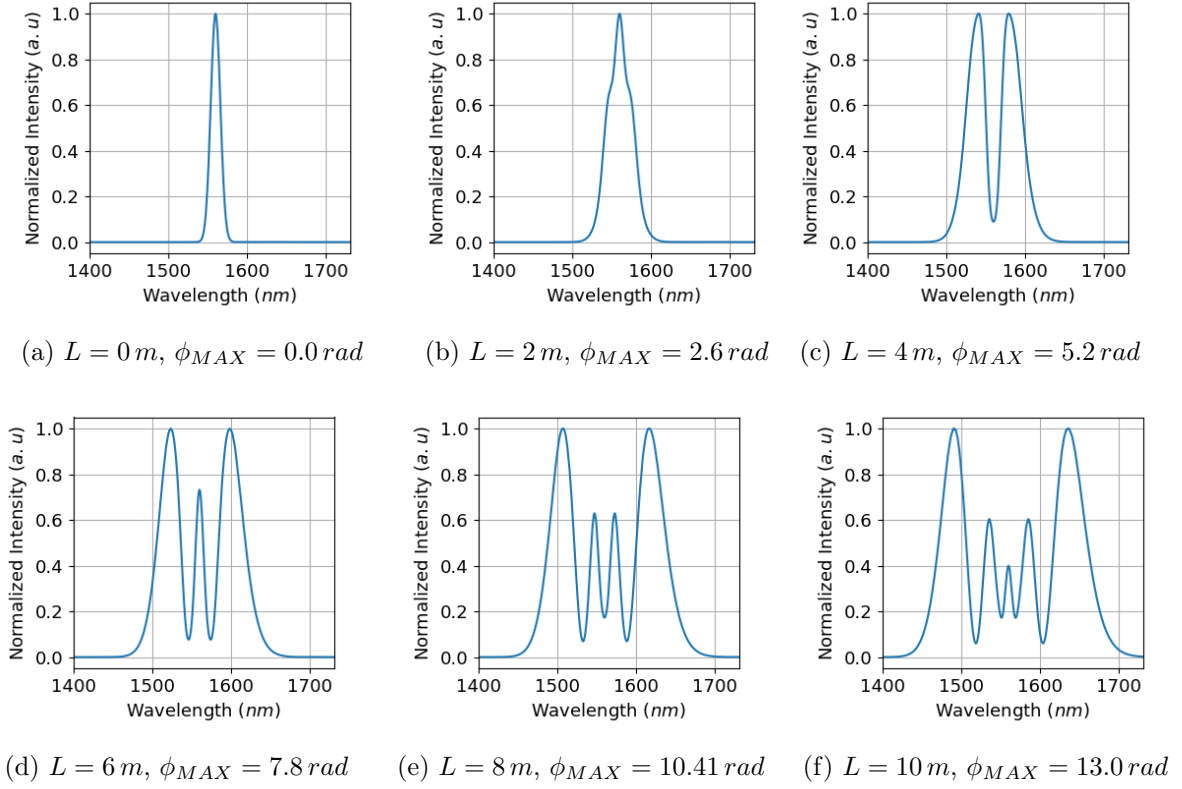 1.0
0.8
0.6
0.4
0.2
0.0
1400 1500 1600 1700
Normalized Intensity (a. u)
Wavelength (nm)
(a) L = 0 m, ϕMAX = 0.0 rad
1.0
0.8
0.6
0.4
0.2
0.0
1400 1500 1600 1700
Normalized Intensity (a. u)
Wavelength (nm)
(b) L = 2 m, ϕMAX = 2.6 rad
1.0
0.8
0.6
0.4
0.2
0.0
1400 1500 1600 1700
Normalized Intensity (a. u)
Wavelength (nm)
(c) L = 4 m, ϕMAX = 5.2 rad
1.0
0.8
0.6
0.4
0.2
0.0
1400 1500 1600 1700
Normalized Intensity (a. u)
Wavelength (nm)
(d) L = 6 m, ϕMAX = 7.8 rad
1.0
0.8
0.6
0.4
0.2
0.0
1400 1500 1600 1700
Normalized Intensity (a. u)
Wavelength (nm)
(e) L = 8 m, ϕMAX = 10.41 rad
1.0
0.8
0.6
0.4
0.2
0.0
1400 1500 1600 1700
Normalized Intensity (a. u)
Wavelength (nm)
(f) L = 10 m, ϕMAX = 13.0 rad